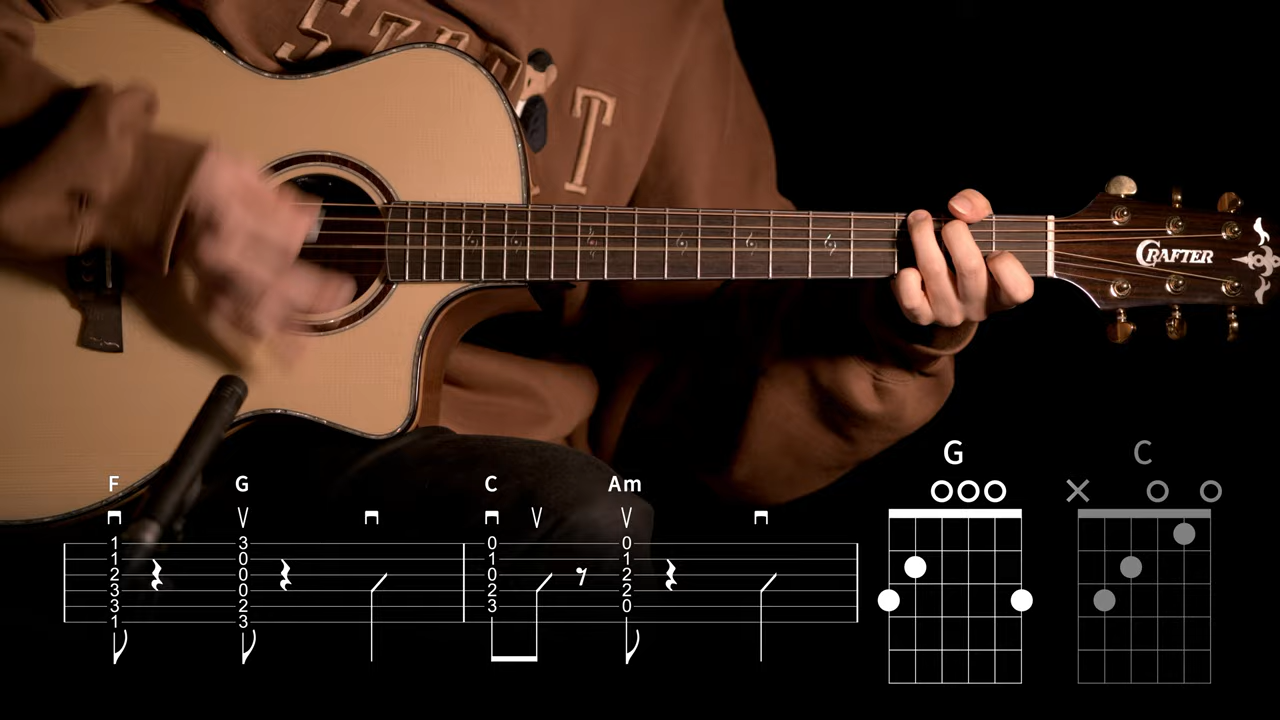 STREET
CRAFTER
G C
F G C Am
1 3 0 0
1 0 1 1
2 0 0 2
3 0 2 2
3 2 3 0
1 3